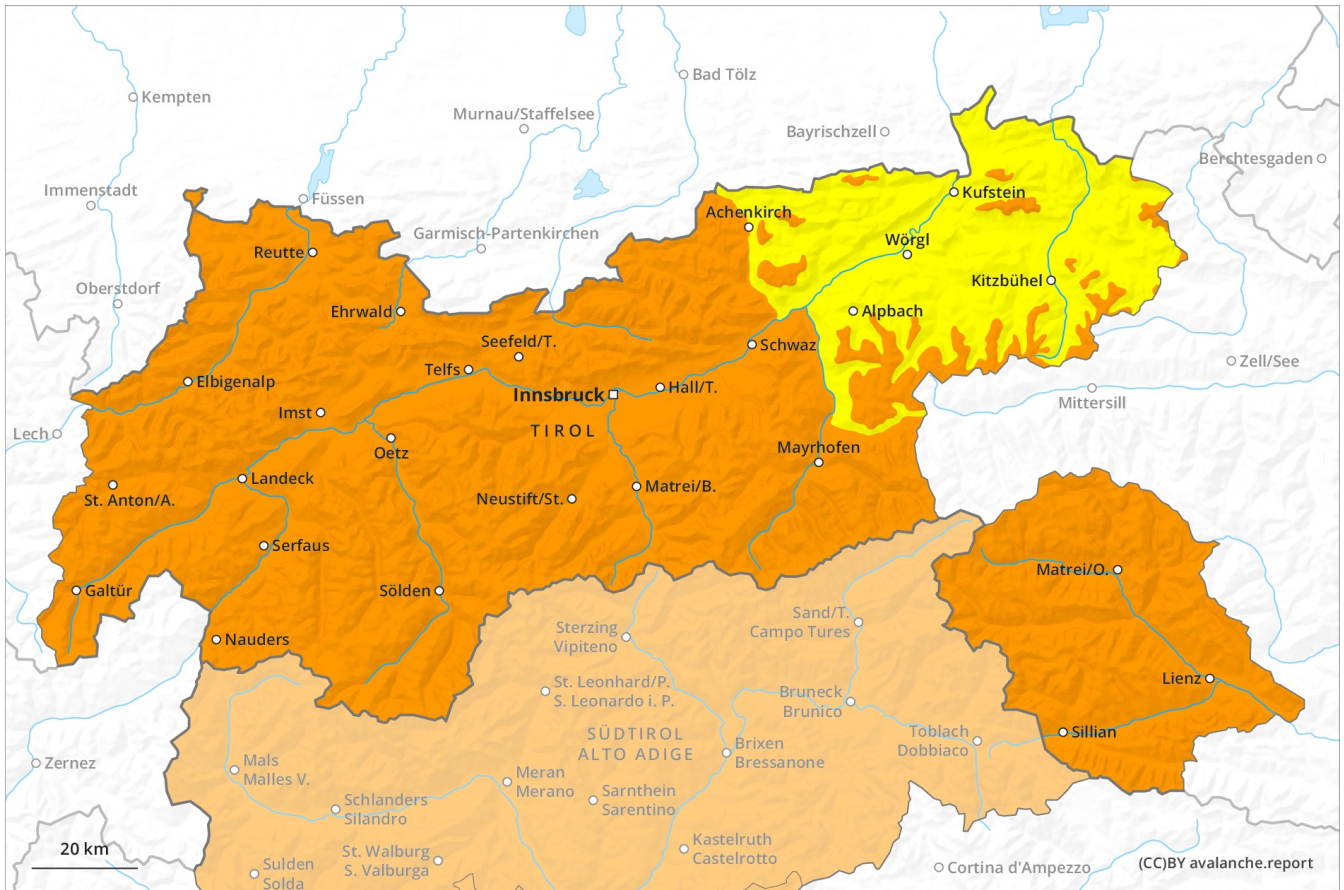 Bad Tölz
Kempten
Murnau/Staffelsee
Bayrischzell
Berchtesgaden
Immenstadt
Füssen
Kufstein
Achenkirch
Garmisch-Partenkirchen
Reutte
Wörgl
Oberstdorf
Kitzbühel
Ehrwald
Alpbach
Seefeld/T.
Schwaz
Zell/See
Telfs
Elbigenalp
Hall/T.
Innsbruck
Mittersill
Imst
TIROL
Lech
Oetz
Mayrhofen
Landeck
St. Anton/A.
Neustift/St.
Matrei/B.
Serfaus
Matrei/O.
Galtür
Sölden
Sand/T.
Campo Tures
Sterzing
Vipiteno
Nauders
Lienz
St. Leonhard/P.
S. Leonardo i. P.
Bruneck
Brunico
SÜDTIROL
ALTO ADIGE
Toblach
Dobbiaco
Sillian
Brixen
Bressanone
Zernez
Mals
Malles V.
Meran
Merano
Sarnthein
Sarentino
Schlanders
Silandro
20 km
St. Walburg
S. Valburga
Kastelruth
Castelrotto
Sulden
Solda
Cortina d'Ampezzo
(CC)BY avalanche.report